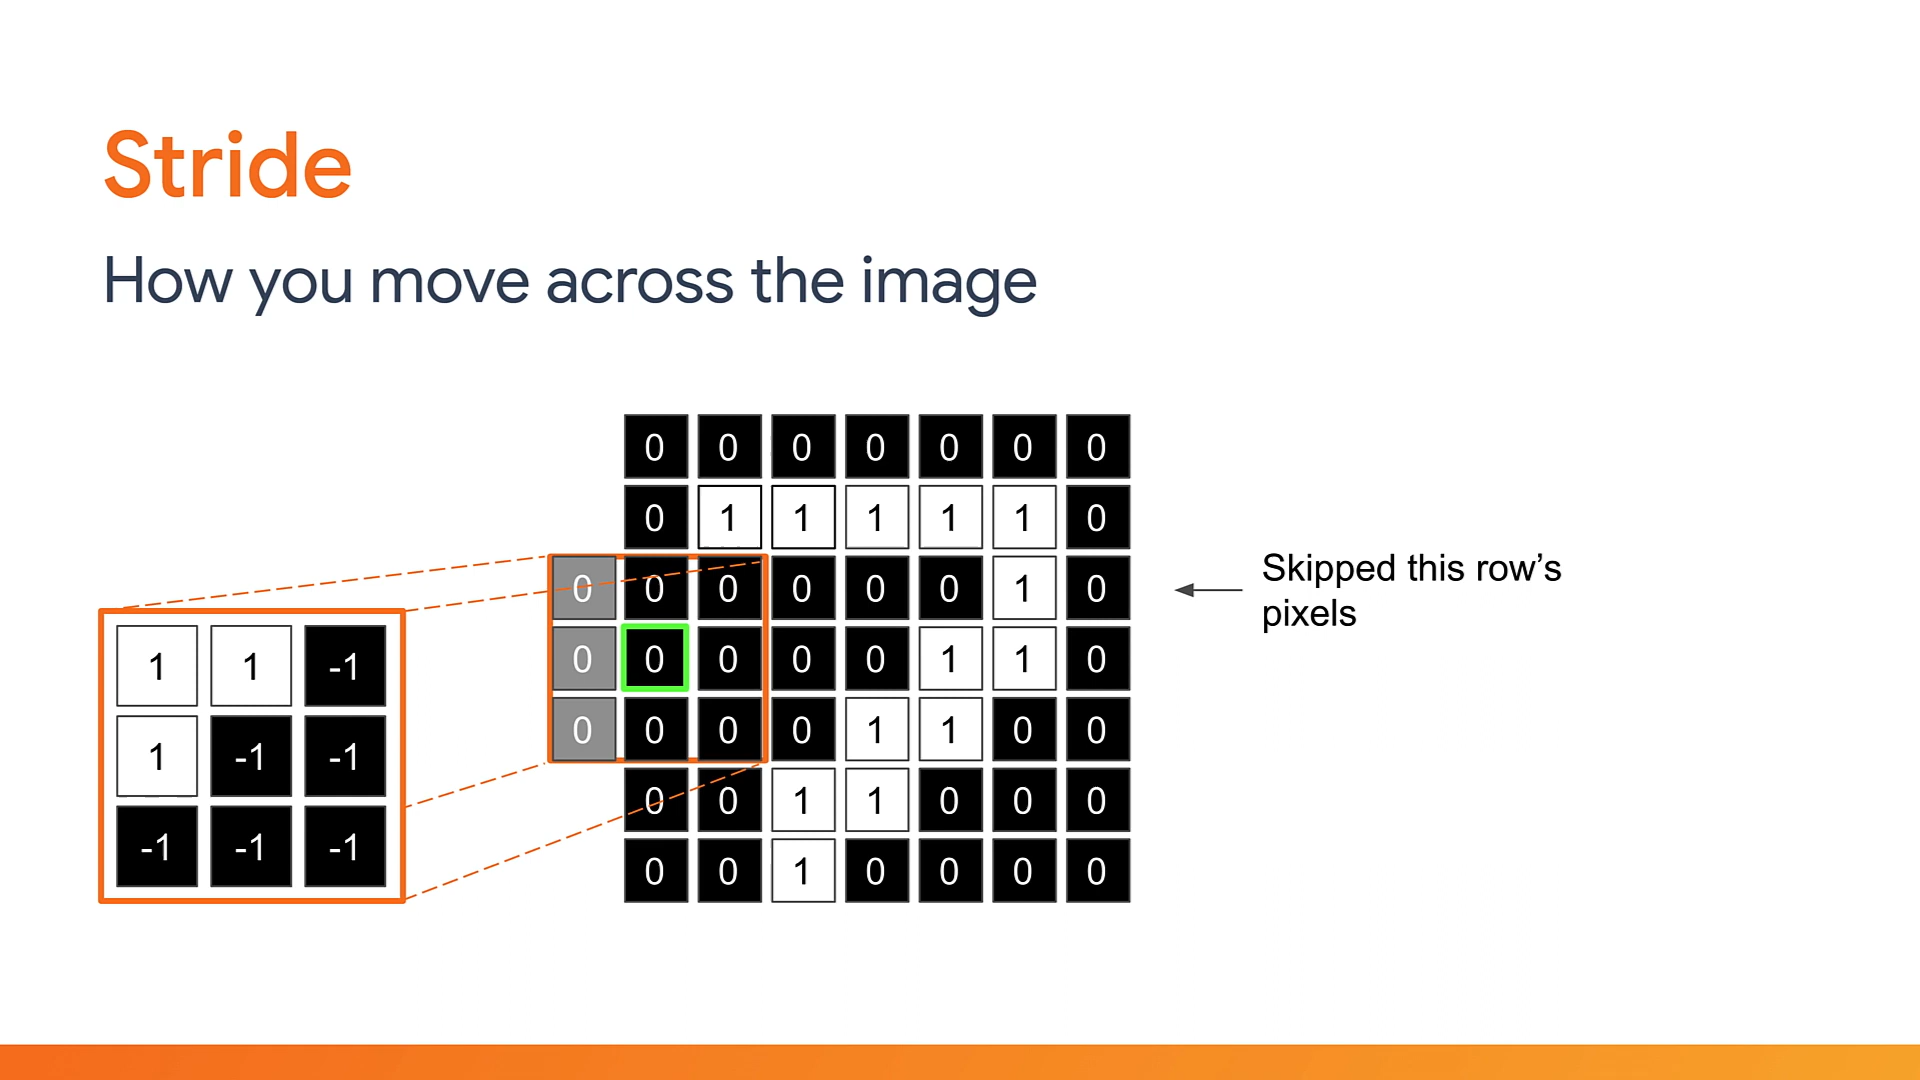 Stride
How you move across the image
0 0 0 0 0 0 0
0 1 1 1 1 1 0
0 0 0 0 0 0 1 0
Skipped this row's
pixels
1 1 -1
0 0 0 0 0 1 1 0
1 -1 -1
0 0 0 0 1 1 0 0
0 0 1 1 0 0 0
-1 -1 -1
0 0 1 0 0 0 0